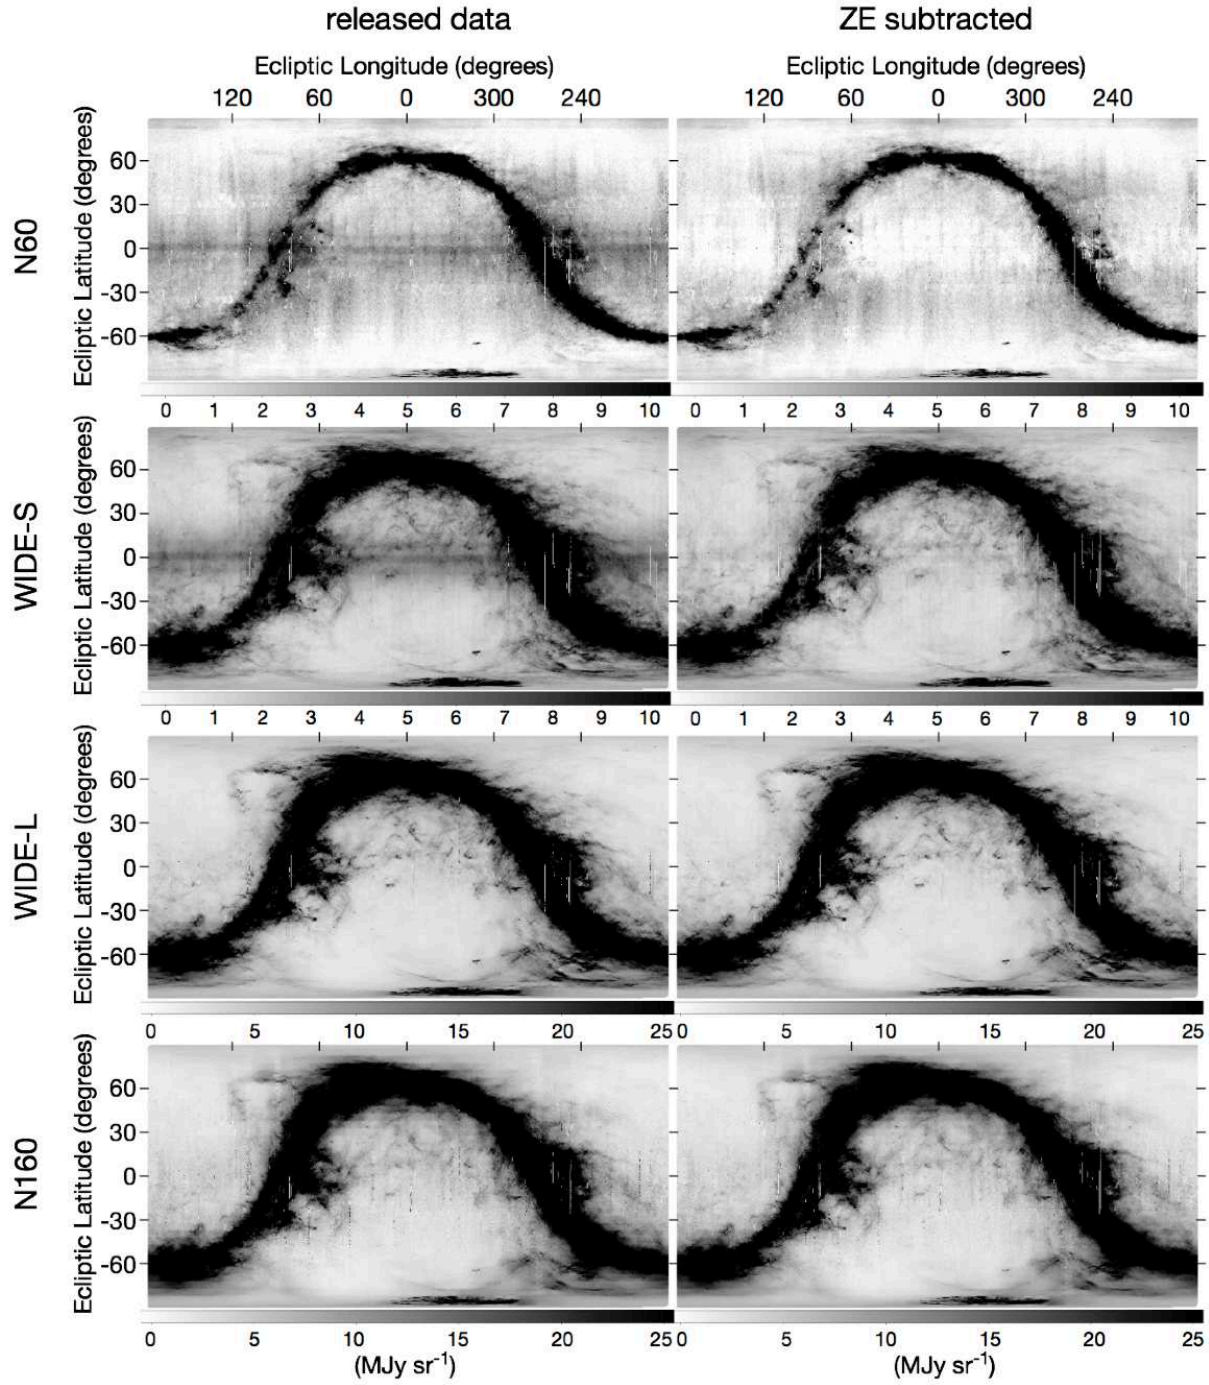 released data ZE subtracted
Ecliptic Longitude (degrees) Ecliptic Longitude (degrees)
120 60 0 300 240 120 60 0 300 240
N60
Ecliptic Latitude (degrees)
60
30
0
-30
-60
0 1 2 3 4 5 6 7 8 9 10 0 1 2 3 4 5 6 7 8 9 10
WIDE-S
Ecliptic Latitude (degrees)
60
30
0
-30
-60
0 1 2 3 4 5 6 7 8 9 10 0 1 2 3 4 5 6 7 8 9 10
WIDE-L
Ecliptic Latitude (degrees)
60
30
0
-30
-60
0 5 10 15 20 25 0 5 10 15 20 25
N160
Ecliptic Latitude (degrees)
60
30
0
-30
-60
0 5 10 15 20 25 0 5 10 15 20 25
(MJy sr⁻¹) (MJy sr⁻¹)